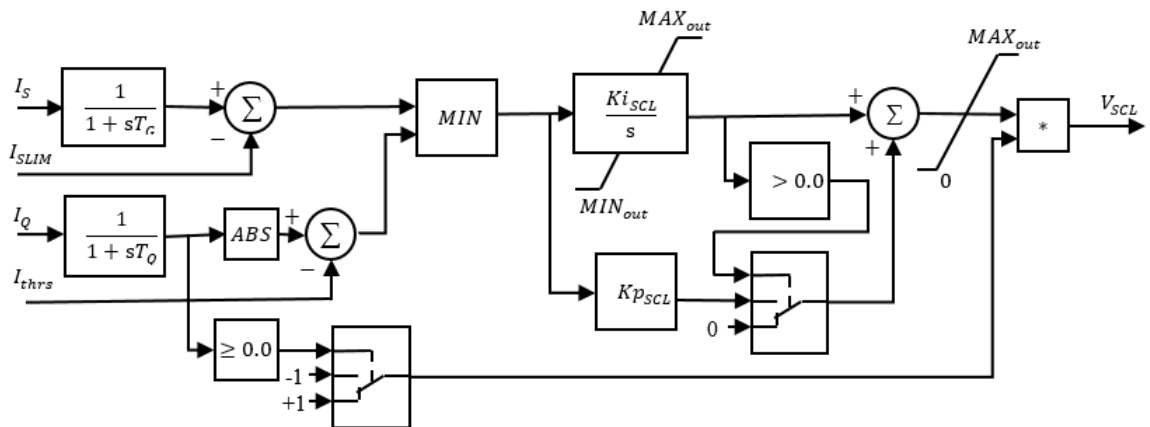 MAX_out
MAX_out
I_S
1
1 + sT_G
+
Σ
−
MIN
Ki_SCL
s
+
Σ
+
*
V_SCL
I_SLIM
> 0.0
0
MIN_out
I_Q
1
1 + sT_Q
ABS
+
Σ
−
I_thrs
Kp_SCL
0
≥ 0.0
-1
+1